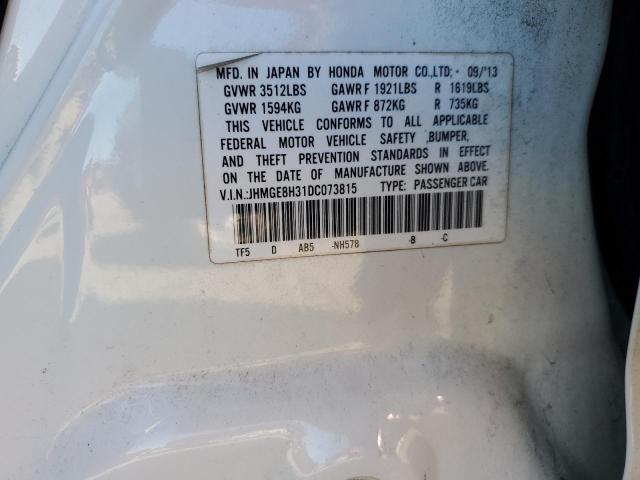 MFD. IN JAPAN BY HONDA MOTOR CO.,LTD. 09/13
GVWR 3512LBS GAWR F 1921LBS R 1619LBS
GVWR 1594KG GAWR F 872KG R 735KG
THIS VEHICLE CONFORMS TO ALL APPLICABLE
FEDERAL MOTOR VEHICLE SAFETY ,BUMPER,
AND THEFT PREVENTION STANDARDS IN EFFECT
ON THE DATE OF MANUFACTURE SHOWN ABOVE.
V.I.N.:JHMGE8H31DC073815 TYPE: PASSENGER CAR
TF5 D AB5 -NH578 -B -C